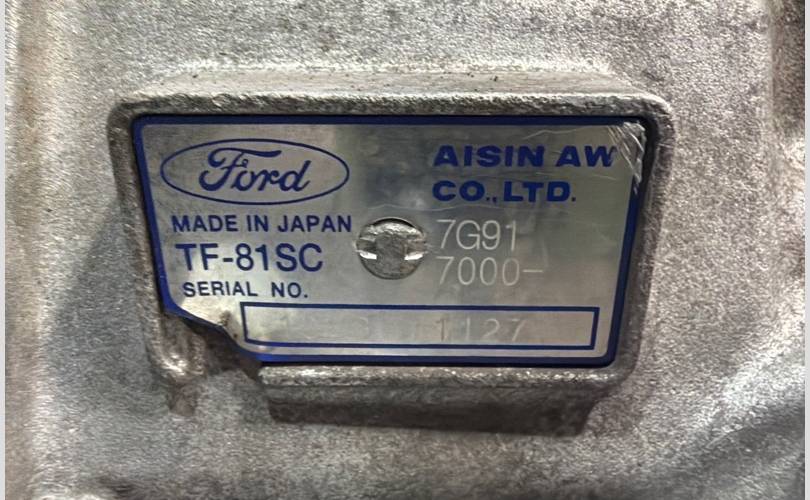 Ford
AISIN AW
CO.,LTD.
MADE IN JAPAN
TF-81SC
7G91
7000-
SERIAL NO.
1127